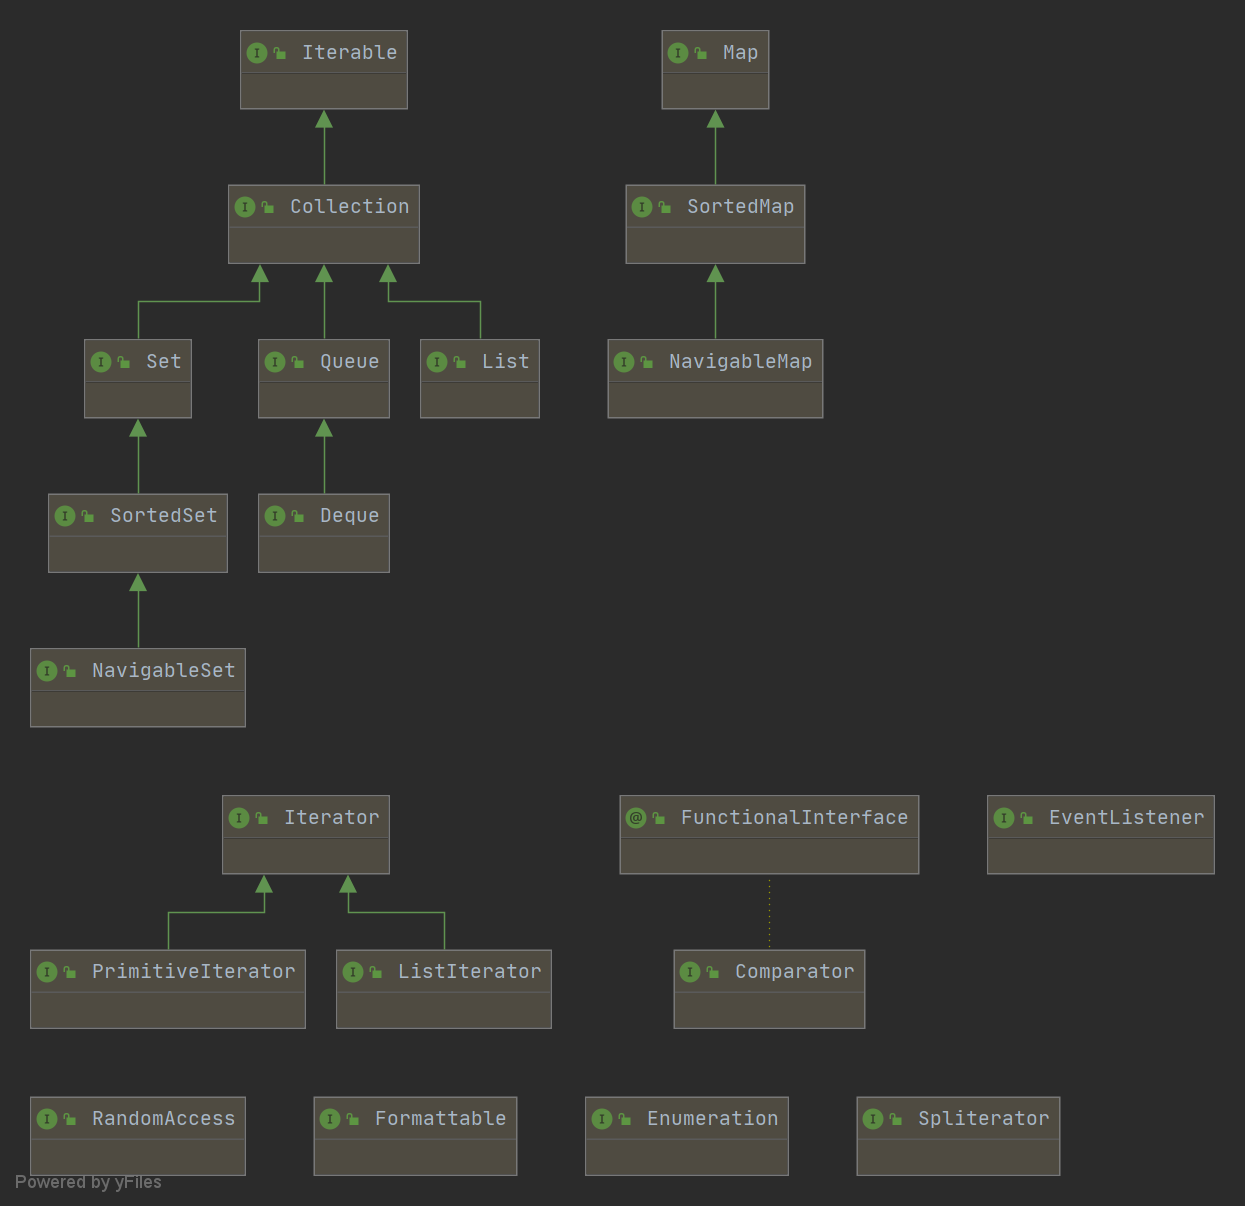 Iterable
Map
Collection
SortedMap
Set
Queue
List
NavigableMap
SortedSet
Deque
NavigableSet
Iterator
@ FunctionalInterface
EventListener
PrimitiveIterator
ListIterator
Comparator
RandomAccess
Formattable
Enumeration
Spliterator
Powered by yFiles